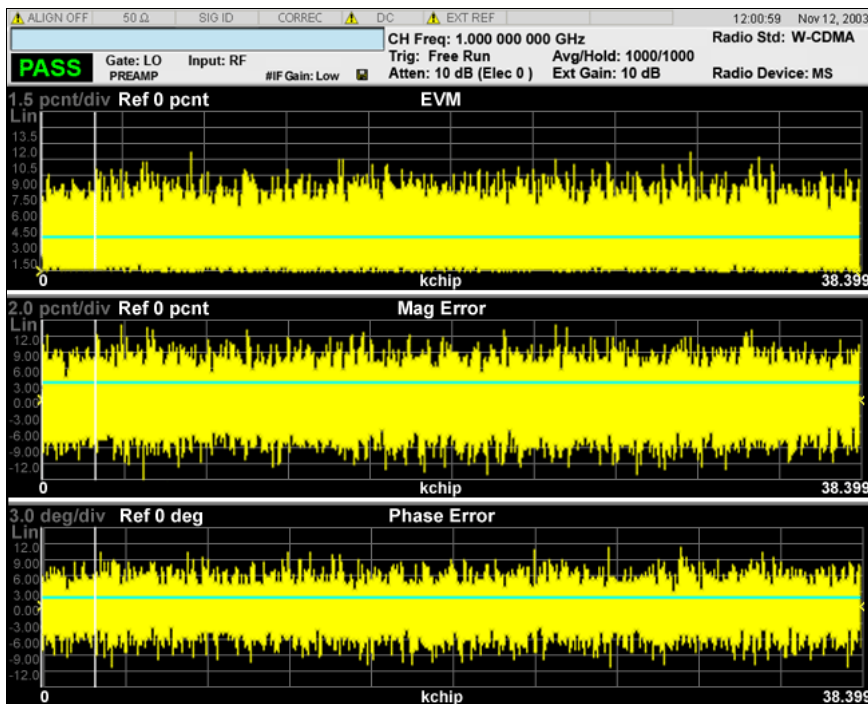 ALIGN OFF 50 Ω SIG ID CORREC DC EXT REF 12:00:59 Nov 12, 2003
CH Freq: 1.000 000 000 GHz Radio Std: W-CDMA
PASS Gate: LO Input: RF Trig: Free Run Avg/Hold: 1000/1000
PREAMP #IF Gain: Low Atten: 10 dB (Elec 0 ) Ext Gain: 10 dB Radio Device: MS
1.5 pcnt/div Ref 0 pcnt EVM
Lin
13.5
12.0
10.5
9.00
7.50
6.00
4.50
3.00
1.50
0 kchip 38.399
2.0 pcnt/div Ref 0 pcnt Mag Error
Lin
12.0
9.00
6.00
3.00
0.00
-3.00
-6.00
-9.00
-12.0
0 kchip 38.399
3.0 deg/div Ref 0 deg Phase Error
Lin
12.0
9.00
6.00
3.00
0.00
-3.00
-6.00
-9.00
-12.0
0 kchip 38.399